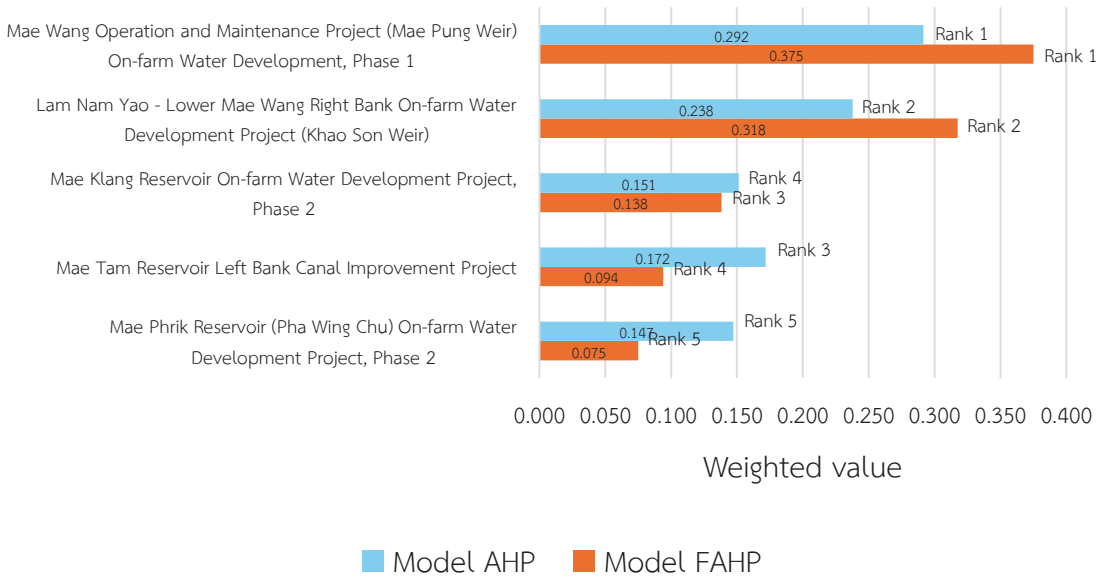 Mae Wang Operation and Maintenance Project (Mae Pung Weir)
On-farm Water Development, Phase 1
0.292
Rank 1
0.375
Rank 1
Lam Nam Yao - Lower Mae Wang Right Bank On-farm Water
Development Project (Khao Son Weir)
0.238
Rank 2
0.318
Rank 2
Mae Klang Reservoir On-farm Water Development Project,
Phase 2
0.151
Rank 4
0.138
Rank 3
Mae Tam Reservoir Left Bank Canal Improvement Project
0.172
Rank 3
0.094
Rank 4
Mae Phrik Reservoir (Pha Wing Chu) On-farm Water
Development Project, Phase 2
0.147
Rank 5
0.075
Rank 5
0.000 0.050 0.100 0.150 0.200 0.250 0.300 0.350 0.400
Weighted value
Model AHP Model FAHP